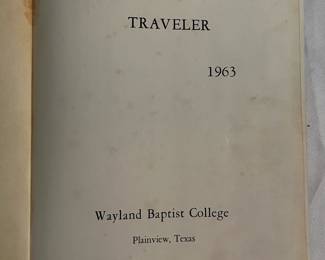 TRAVELER
1963
Wayland Baptist College
Plainview, Texas